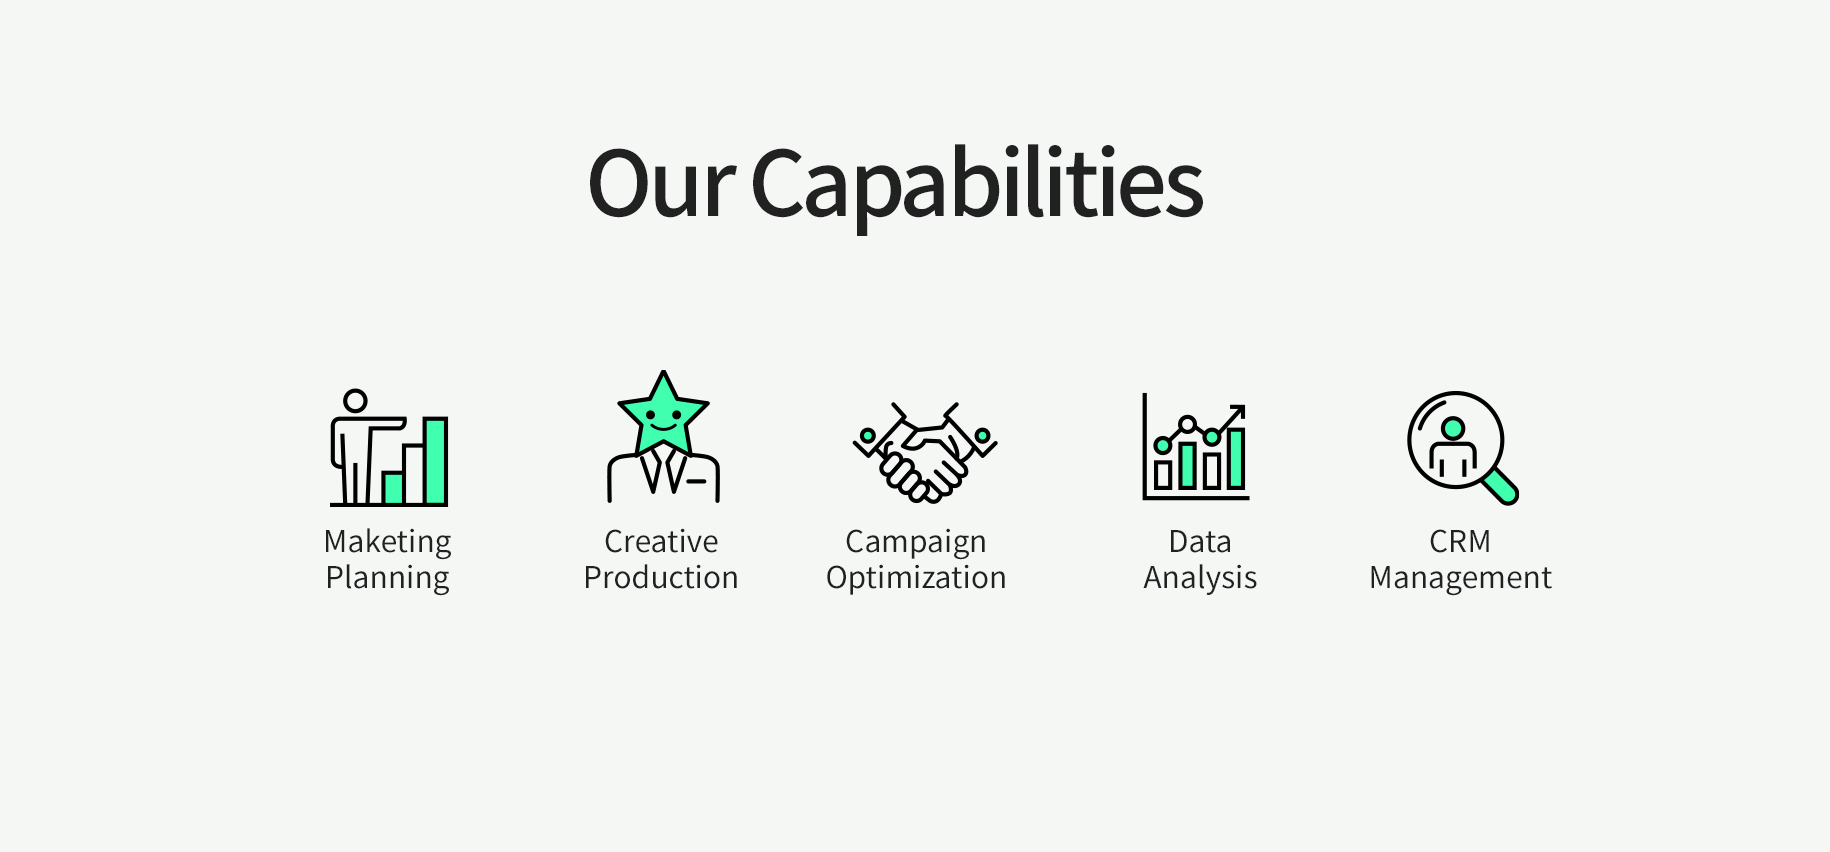 Our Capabilities
Maketing
Planning
Creative
Production
Campaign
Optimization
Data
Analysis
CRM
Management